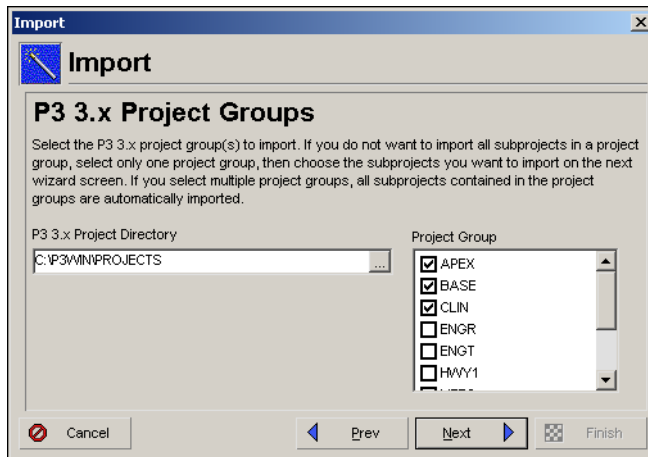 Import
Import
P3 3.x Project Groups
Select the P3 3.x project group(s) to import. If you do not want to import all subprojects in a project
group, select only one project group, then choose the subprojects you want to import on the next
wizard screen. If you select multiple project groups, all subprojects contained in the project
groups are automatically imported.
P3 3.x Project Directory
C:\P3WIN\PROJECTS
...
Project Group
APEX
BASE
CLIN
ENGR
ENGT
HWY1
Cancel
Prev
Next
Finish